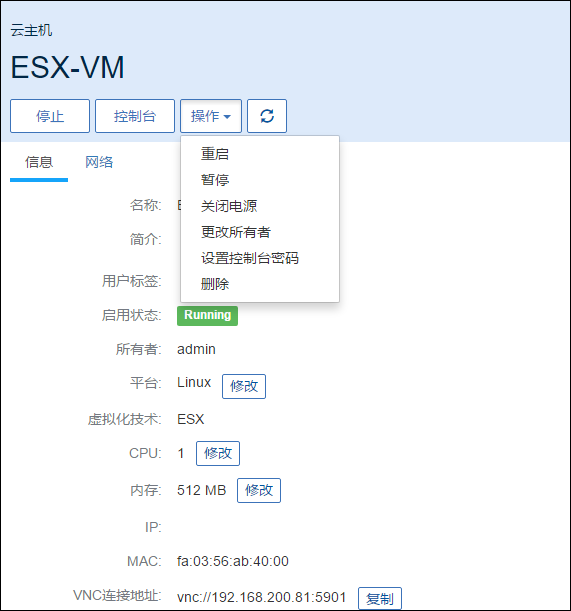 云主机
ESX-VM
停止 控制台 操作
重启
暂停
关闭电源
更改所有者
设置控制台密码
删除
信息 网络
名称:
简介:
用户标签:
启用状态: Running
所有者: admin
平台: Linux 修改
虚拟化技术: ESX
CPU: 1 修改
内存: 512 MB 修改
IP:
MAC: fa:03:56:ab:40:00
VNC连接地址: vnc://192.168.200.81:5901 复制